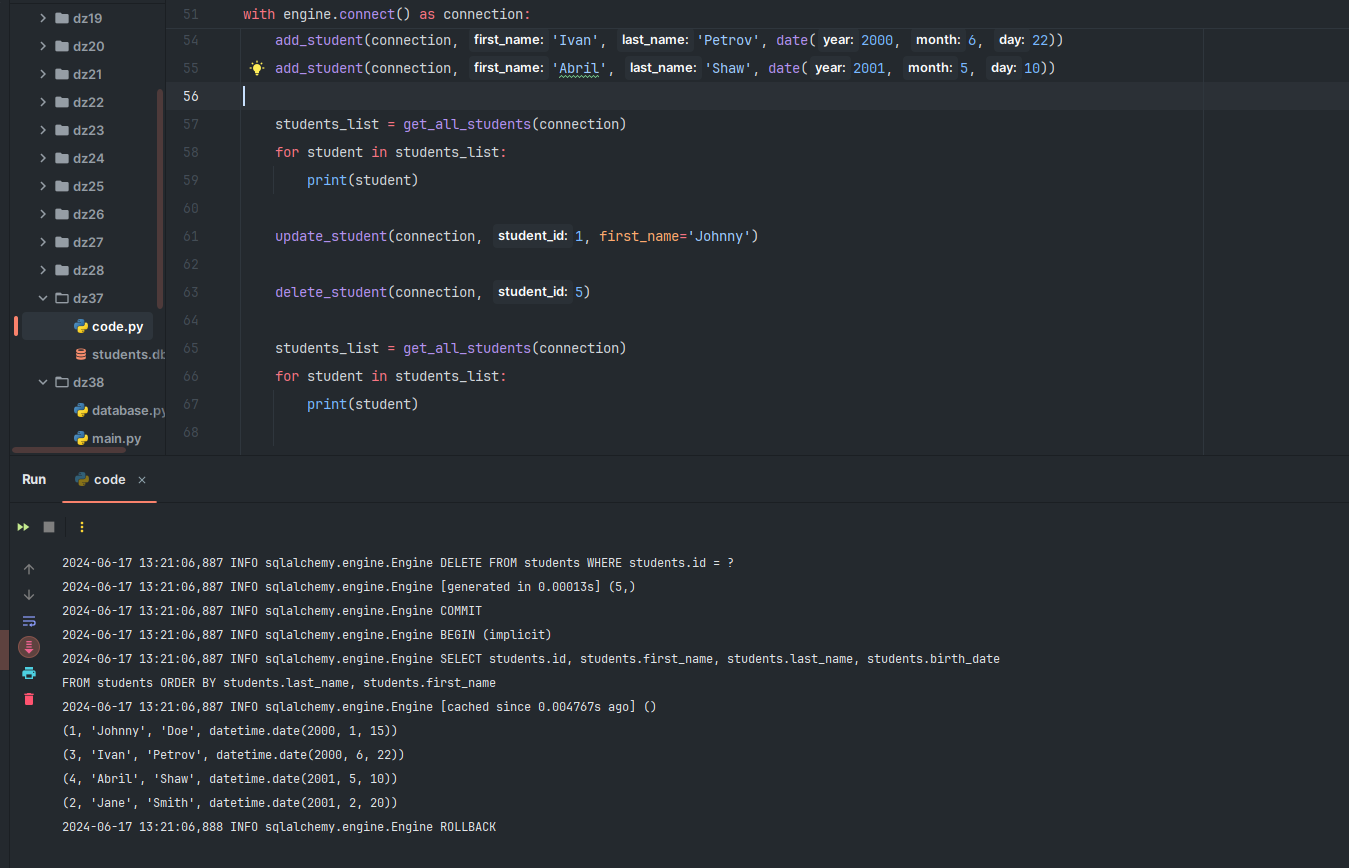 dz19
dz20
dz21
dz22
dz23
dz24
dz25
dz26
dz27
dz28
dz37
code.py
students.db
dz38
database.py
main.py
51 with engine.connect() as connection:
54 add_student(connection, first_name: 'Ivan', last_name: 'Petrov', date( year: 2000, month: 6, day: 22))
55 add_student(connection, first_name: 'Abril', last_name: 'Shaw', date( year: 2001, month: 5, day: 10))
56
57 students_list = get_all_students(connection)
58 for student in students_list:
59 print(student)
60
61 update_student(connection, student_id: 1, first_name='Johnny')
62
63 delete_student(connection, student_id: 5)
64
65 students_list = get_all_students(connection)
66 for student in students_list:
67 print(student)
68
Run code
2024-06-17 13:21:06,887 INFO sqlalchemy.engine.Engine DELETE FROM students WHERE students.id = ?
2024-06-17 13:21:06,887 INFO sqlalchemy.engine.Engine [generated in 0.00013s] (5,)
2024-06-17 13:21:06,887 INFO sqlalchemy.engine.Engine COMMIT
2024-06-17 13:21:06,887 INFO sqlalchemy.engine.Engine BEGIN (implicit)
2024-06-17 13:21:06,887 INFO sqlalchemy.engine.Engine SELECT students.id, students.first_name, students.last_name, students.birth_date
FROM students ORDER BY students.last_name, students.first_name
2024-06-17 13:21:06,887 INFO sqlalchemy.engine.Engine [cached since 0.004767s ago] ()
(1, 'Johnny', 'Doe', datetime.date(2000, 1, 15))
(3, 'Ivan', 'Petrov', datetime.date(2000, 6, 22))
(4, 'Abril', 'Shaw', datetime.date(2001, 5, 10))
(2, 'Jane', 'Smith', datetime.date(2001, 2, 20))
2024-06-17 13:21:06,888 INFO sqlalchemy.engine.Engine ROLLBACK